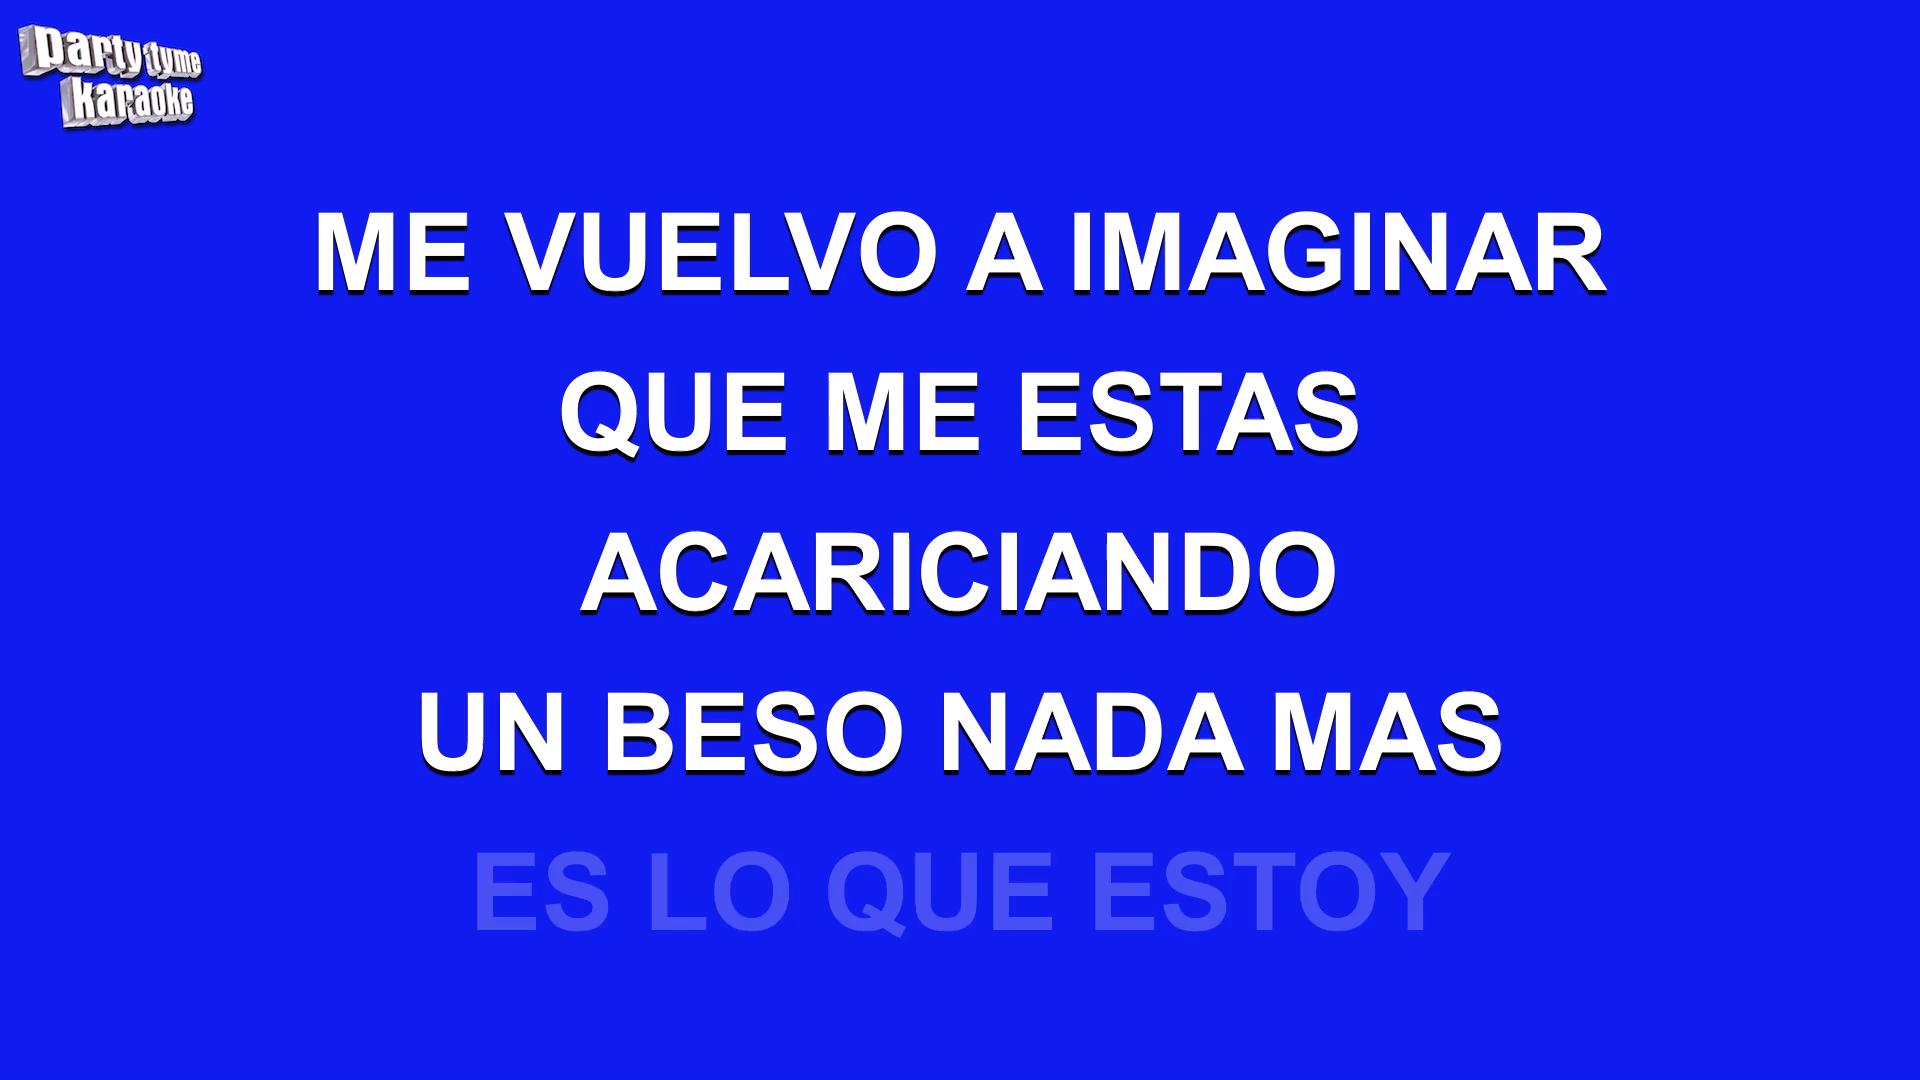 party tyme
karaoke
ME VUELVO A IMAGINAR
QUE ME ESTAS
ACARICIANDO
UN BESO NADA MAS
ES LO QUE ESTOY